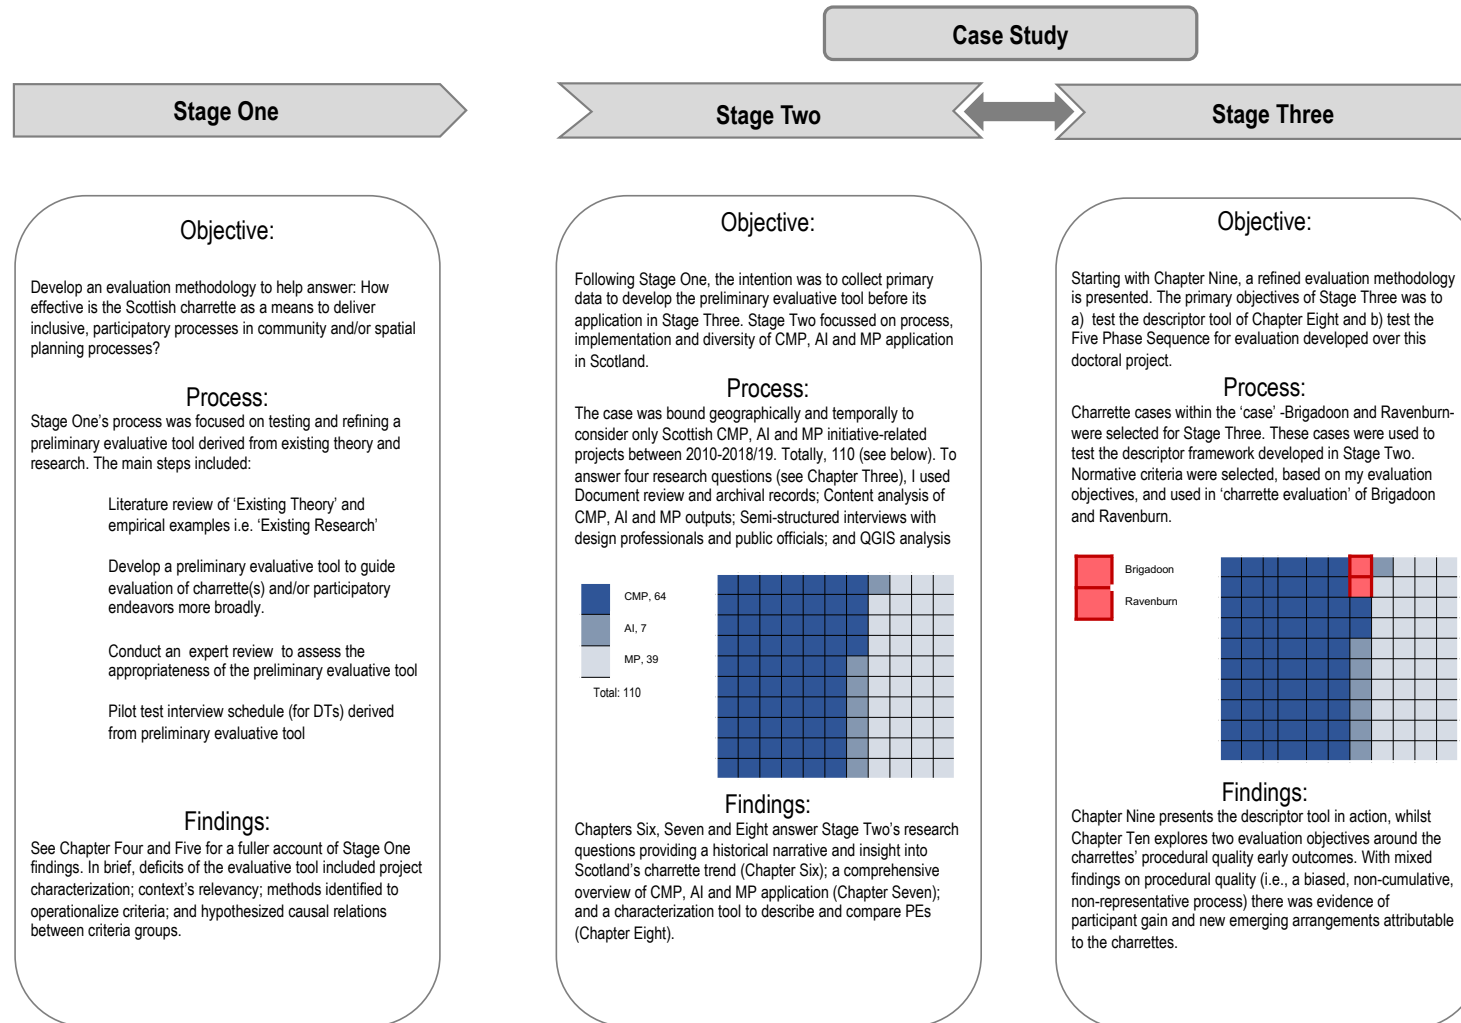 Case Study
Stage One
Stage Two
Stage Three
Objective:
Develop an evaluation methodology to help answer: How
effective is the Scottish charrette as a means to deliver
inclusive, participatory processes in community and/or spatial
planning processes?
Process:
Stage One's process was focused on testing and refining a
preliminary evaluative tool derived from existing theory and
research. The main steps included:
Literature review of 'Existing Theory' and
empirical examples i.e. 'Existing Research'
Develop a preliminary evaluative tool to guide
evaluation of charrette(s) and/or participatory
endeavors more broadly.
Conduct an expert review to assess the
appropriateness of the preliminary evaluative tool
Pilot test interview schedule (for DTs) derived
from preliminary evaluative tool
Findings:
See Chapter Four and Five for a fuller account of Stage One
findings. In brief, deficits of the evaluative tool included project
characterization; context's relevancy; methods identified to
operationalize criteria; and hypothesized causal relations
between criteria groups.
Objective:
Following Stage One, the intention was to collect primary
data to develop the preliminary evaluative tool before its
application in Stage Three. Stage Two focussed on process,
implementation and diversity of CMP, AI and MP application
in Scotland.
Process:
The case was bound geographically and temporally to
consider only Scottish CMP, AI and MP initiative-related
projects between 2010-2018/19. Totally, 110 (see below). To
answer four research questions (see Chapter Three), I used
Document review and archival records; Content analysis of
CMP, AI and MP outputs; Semi-structured interviews with
design professionals and public officials; and QGIS analysis
CMP, 64
AI, 7
MP, 39
Total: 110
Findings:
Chapters Six, Seven and Eight answer Stage Two's research
questions providing a historical narrative and insight into
Scotland's charrette trend (Chapter Six); a comprehensive
overview of CMP, AI and MP application (Chapter Seven);
and a characterization tool to describe and compare PEs
(Chapter Eight).
Objective:
Starting with Chapter Nine, a refined evaluation methodology
is presented. The primary objectives of Stage Three was to
a) test the descriptor tool of Chapter Eight and b) test the
Five Phase Sequence for evaluation developed over this
doctoral project.
Process:
Charrette cases within the 'case' -Brigadoon and Ravenburn-
were selected for Stage Three. These cases were used to
test the descriptor framework developed in Stage Two.
Normative criteria were selected, based on my evaluation
objectives, and used in 'charrette evaluation' of Brigadoon
and Ravenburn.
Brigadoon
Ravenburn
Findings:
Chapter Nine presents the descriptor tool in action, whilst
Chapter Ten explores two evaluation objectives around the
charrettes' procedural quality early outcomes. With mixed
findings on procedural quality (i.e., a biased, non-cumulative,
non-representative process) there was evidence of
participant gain and new emerging arrangements attributable
to the charrettes.